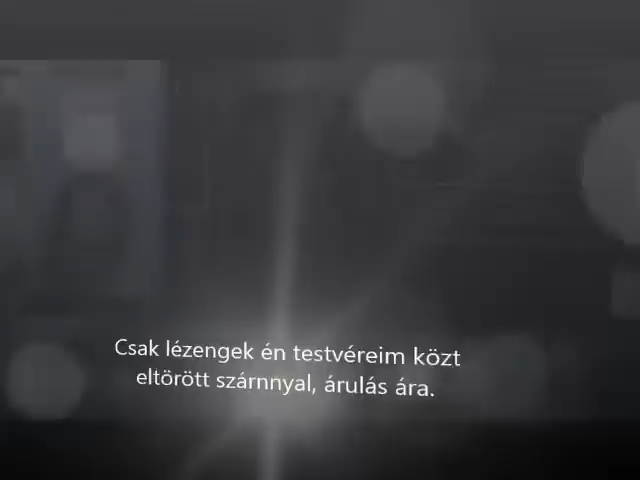 Csak lézengek én testvéreim közt
eltörött szárnnyal, árulás ára.